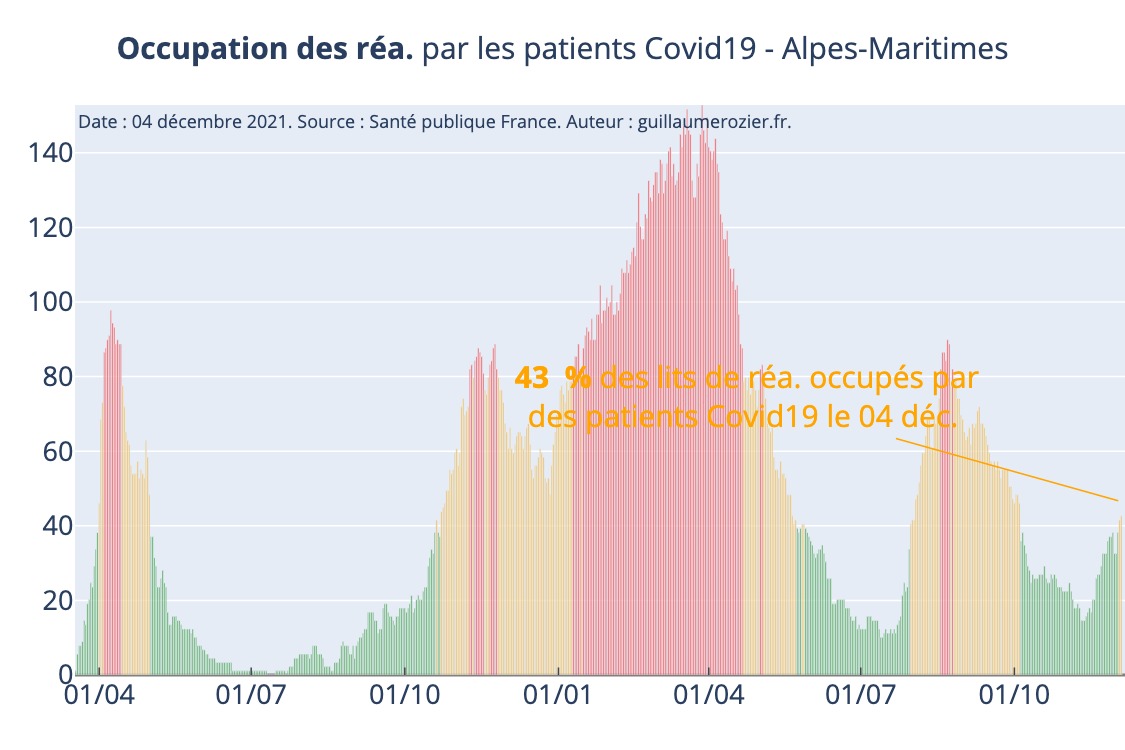 Occupation des réa. par les patients Covid19 - Alpes-Maritimes
Date : 04 décembre 2021. Source : Santé publique France. Auteur : guillaumerozier.fr.
140
120
100
80
60
40
20
0
43 % des lits de réa. occupés par
des patients Covid19 le 04 déc.
01/04 01/07 01/10 01/01 01/04 01/07 01/10